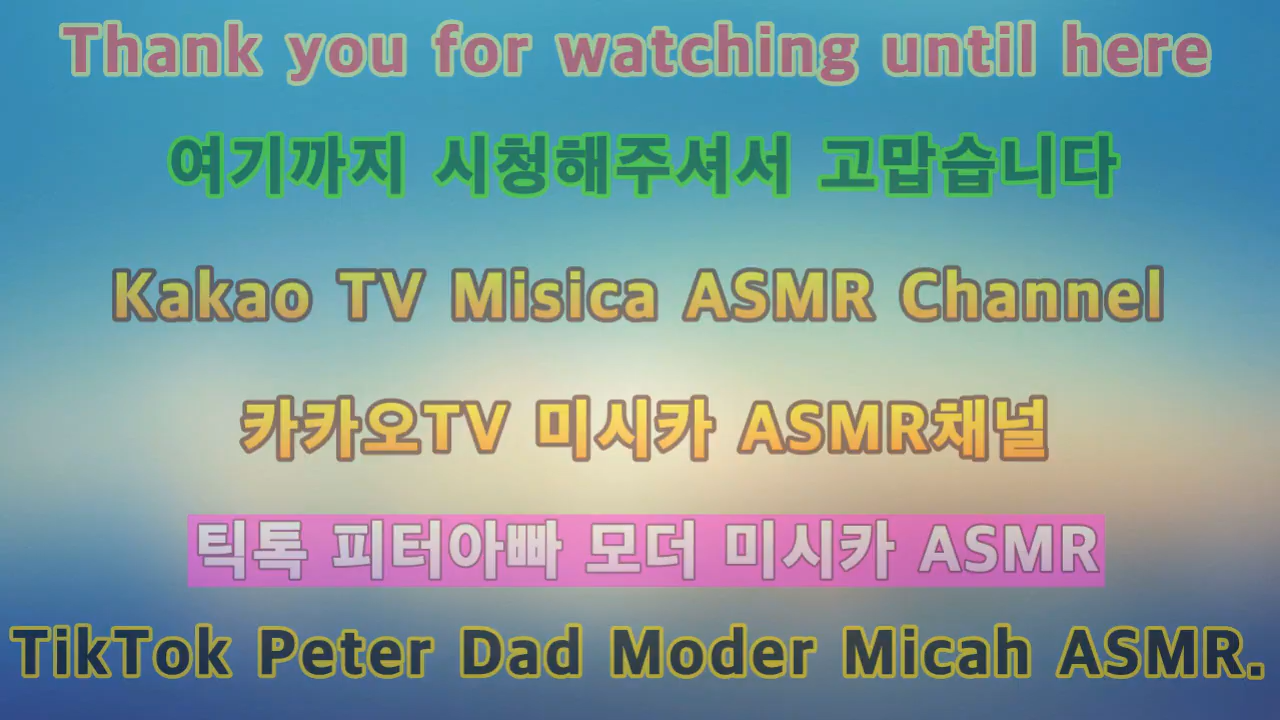 Thank you for watching until here
여기까지 시청해주셔서 고맙습니다
Kakao TV Misica ASMR Channel
카카오TV 미시카 ASMR채널
틱톡 피터아빠 모더 미시카 ASMR
TikTok Peter Dad Moder Micah ASMR.